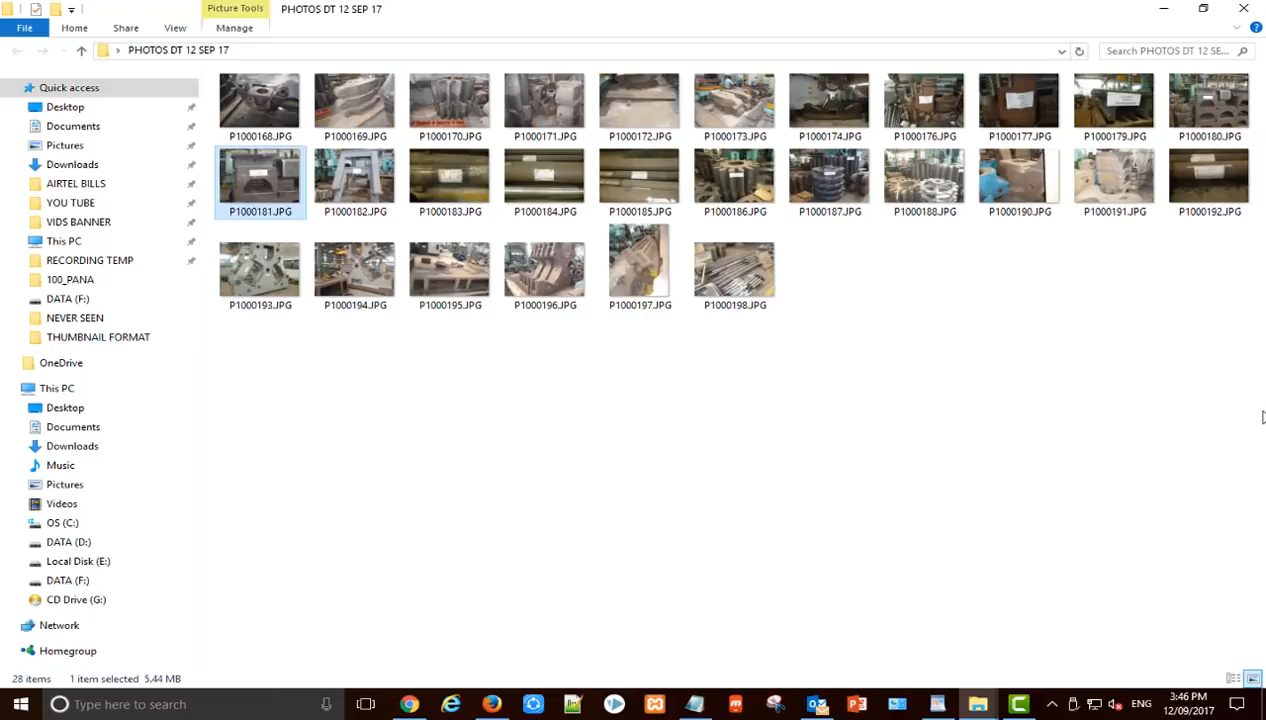 Picture Tools
PHOTOS DT 12 SEP 17
File
Home
Share
View
Manage
PHOTOS DT 12 SEP 17
Search PHOTOS DT 12 SE...
Quick access
Desktop
Documents
Pictures
Downloads
AIRTEL BILLS
YOU TUBE
VIDS BANNER
This PC
RECORDING TEMP
100_PANA
DATA (F:)
NEVER SEEN
THUMBNAIL FORMAT
OneDrive
This PC
Desktop
Documents
Downloads
Music
Pictures
Videos
OS (C:)
DATA (D:)
Local Disk (E:)
DATA (F:)
CD Drive (G:)
Network
Homegroup
P1000168.JPG P1000169.JPG P1000170.JPG P1000171.JPG P1000172.JPG P1000173.JPG P1000174.JPG P1000176.JPG P1000177.JPG P1000179.JPG P1000180.JPG
P1000181.JPG P1000182.JPG P1000183.JPG P1000184.JPG P1000185.JPG P1000186.JPG P1000187.JPG P1000188.JPG P1000190.JPG P1000191.JPG P1000192.JPG
P1000193.JPG P1000194.JPG P1000195.JPG P1000196.JPG P1000197.JPG P1000198.JPG
28 items 1 item selected 5.44 MB
Type here to search
ENG
3:46 PM
12/09/2017